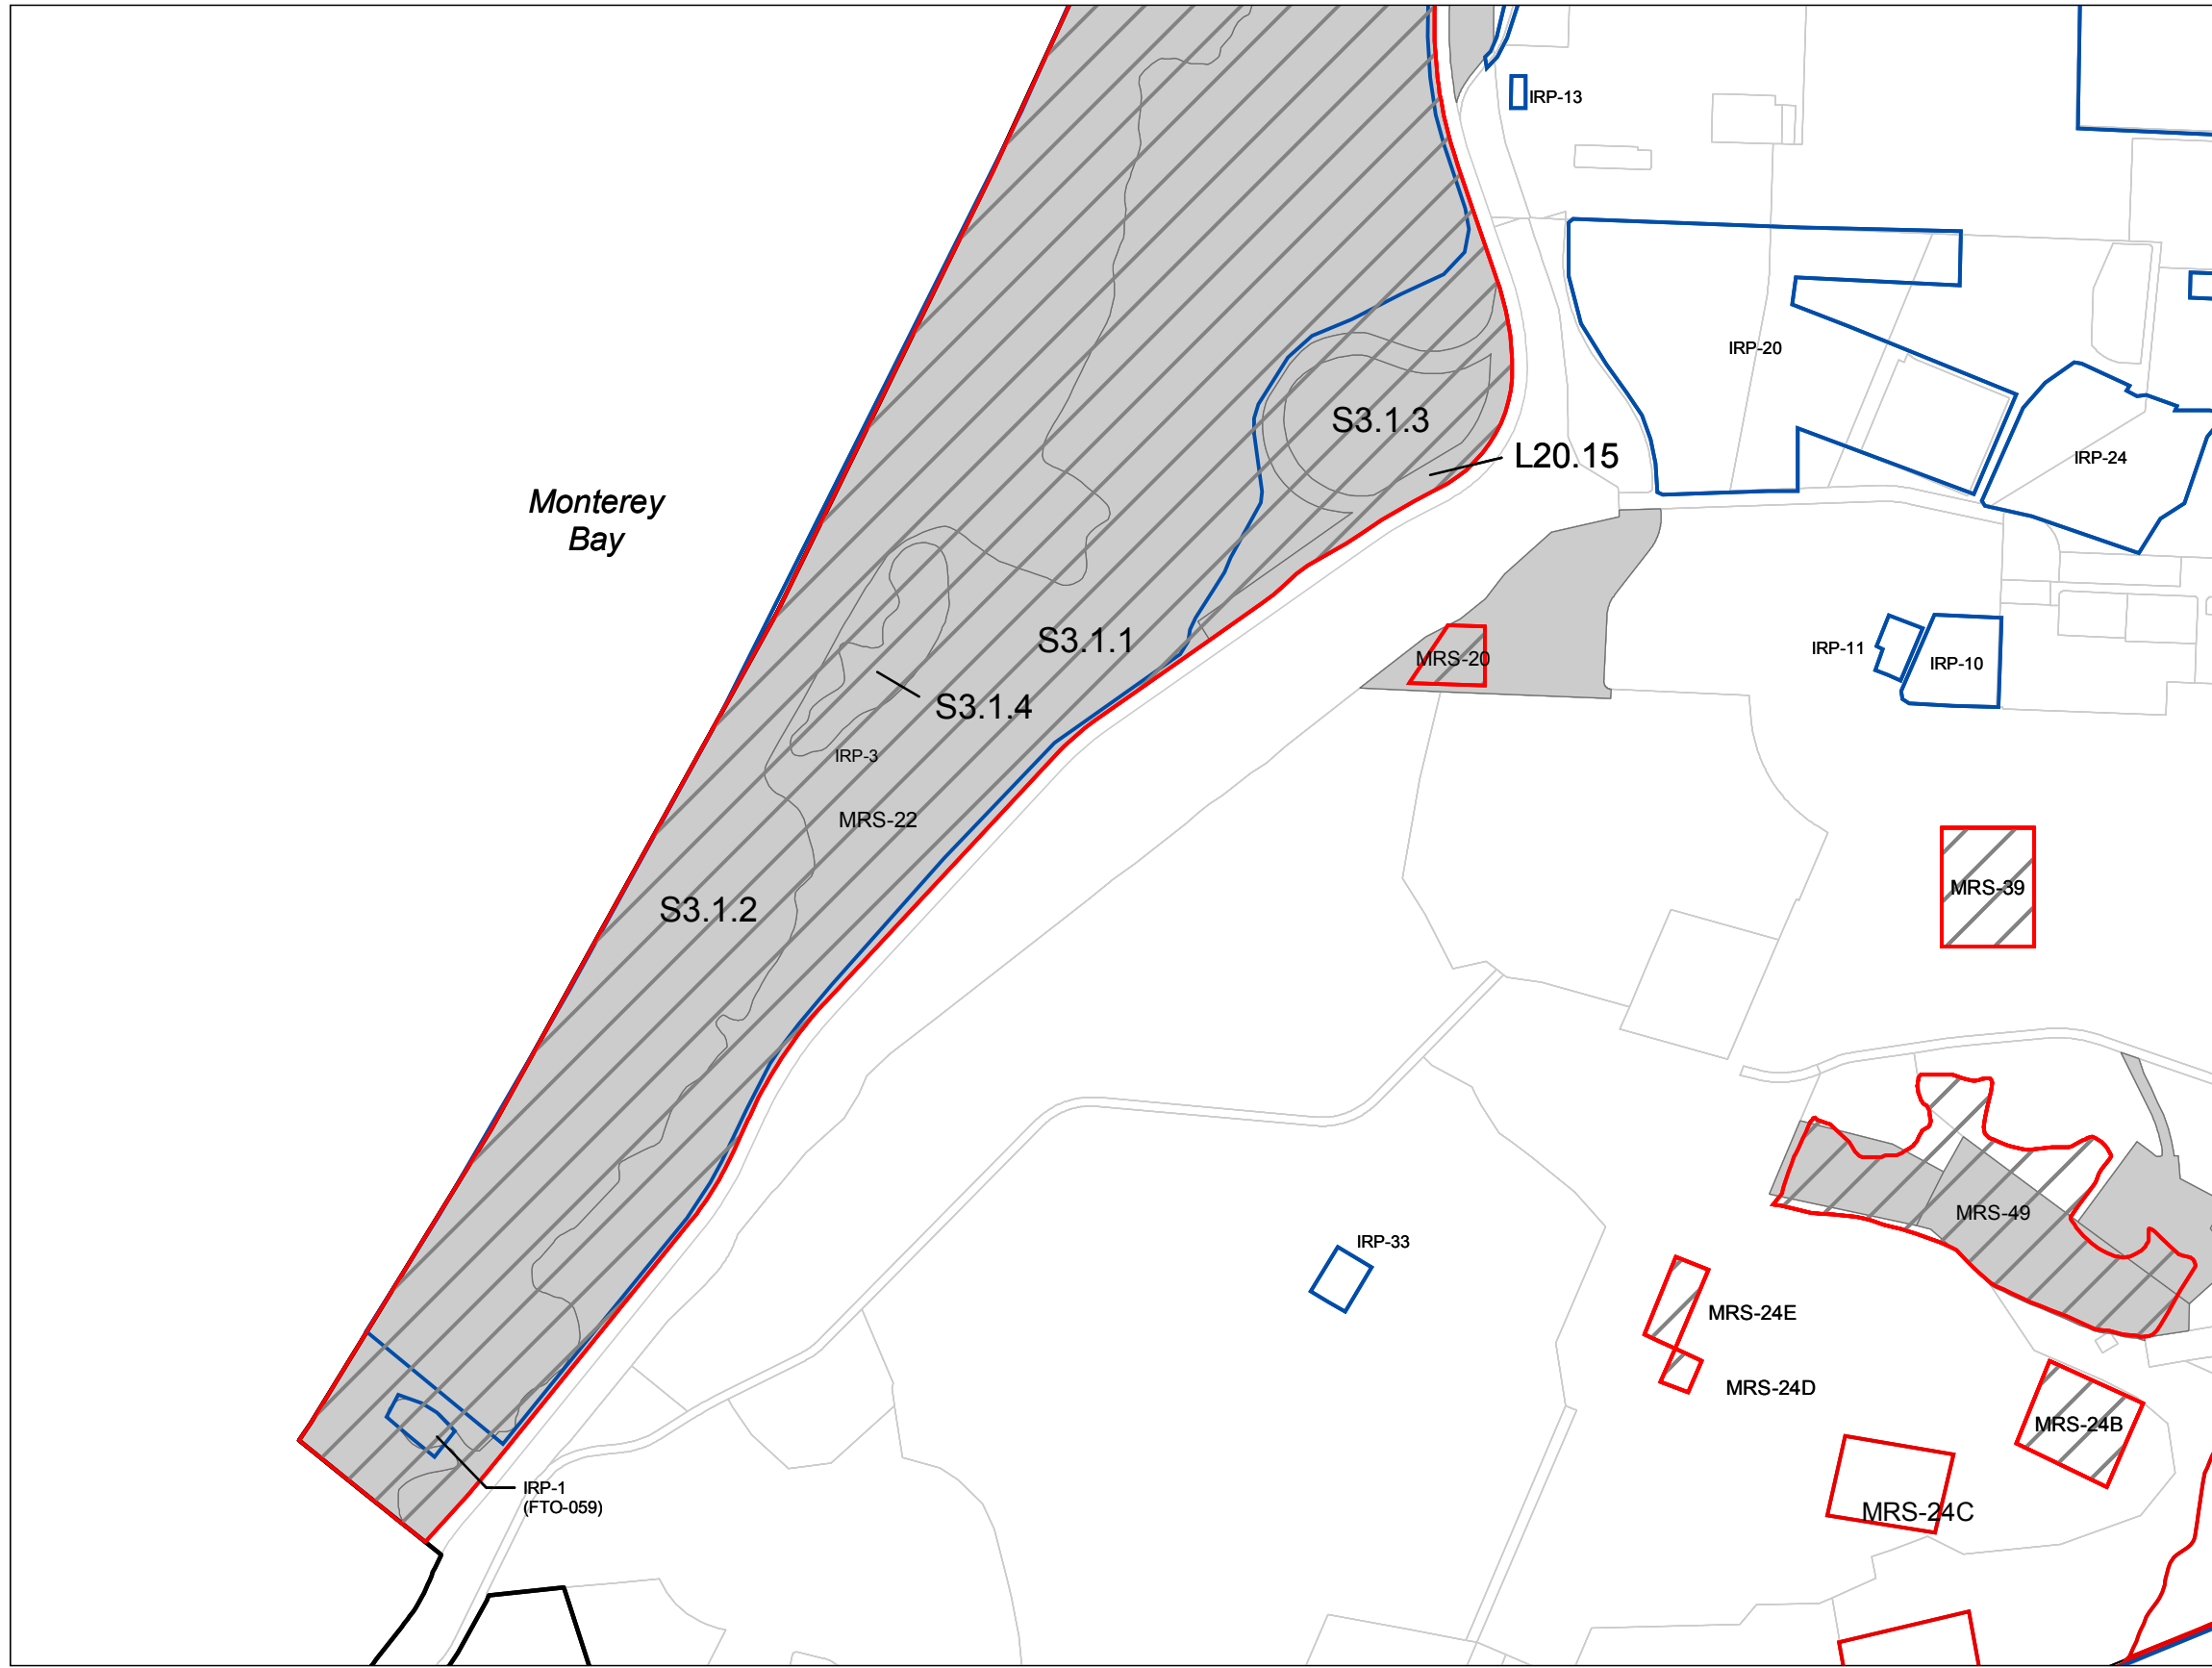 IRP-13
IRP-20
S3.1.3
L20.15
IRP-24
Monterey
Bay
S3.1.1
MRS-20
IRP-11
IRP-10
S3.1.4
IRP-3
MRS-22
MRS-39
S3.1.2
MRS-49
IRP-33
MRS-24E
MRS-24D
MRS-24B
IRP-1
(FTO-059)
MRS-24C